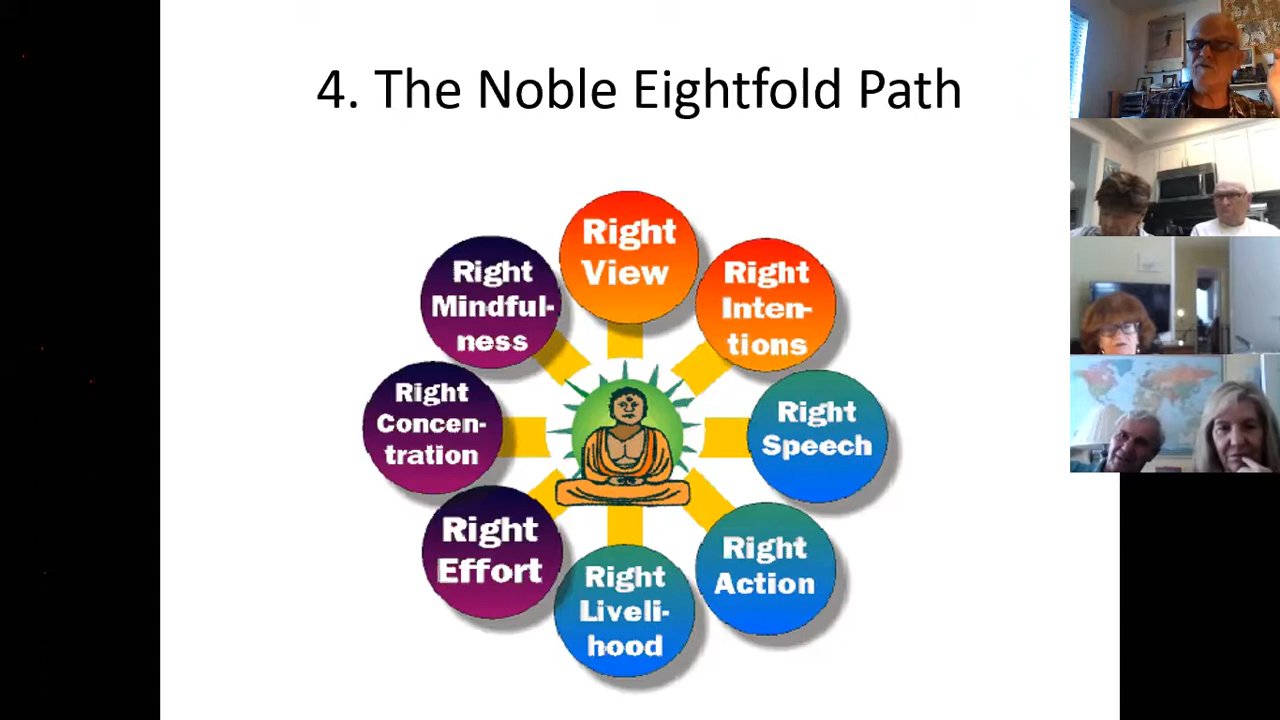 4. The Noble Eightfold Path
Right
View
Right
Inten-
tions
Right
Speech
Right
Action
Right
Liveli-
hood
Right
Effort
Right
Concen-
tration
Right
Mindful-
ness